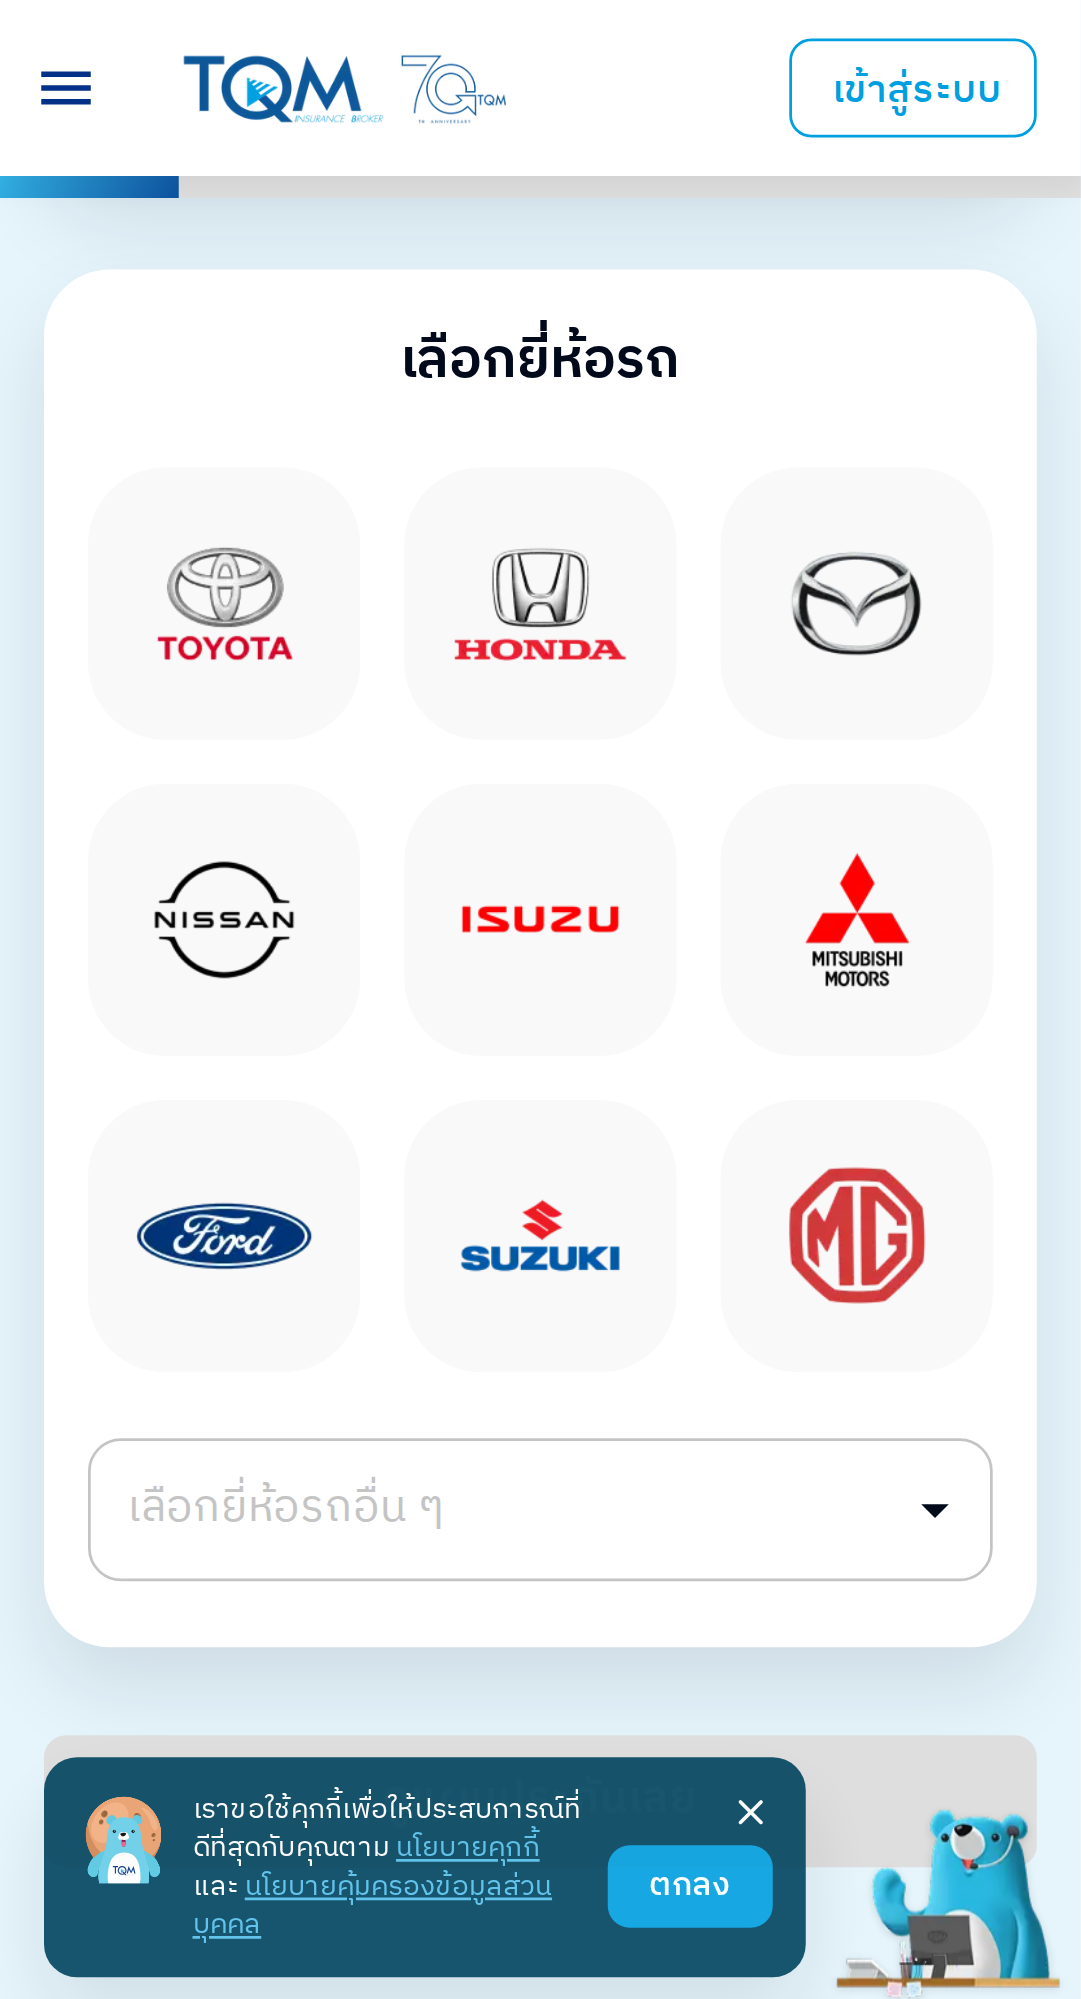 TQM
INSURANCE BROKER
70 TQM
TH ANNIVERSARY
เข้าสู่ระบบ
เลือกยี่ห้อรถ
TOYOTA
HONDA
NISSAN
ISUZU
MITSUBISHI
MOTORS
Ford
SUZUKI
MG
เลือกยี่ห้อรถอื่น ๆ
เราขอใช้คุกกี้เพื่อให้ประสบการณ์ที่
ดีที่สุดกับคุณตาม นโยบายคุกกี้
และ นโยบายคุ้มครองข้อมูลส่วน
บุคคล
ตกลง
TQM